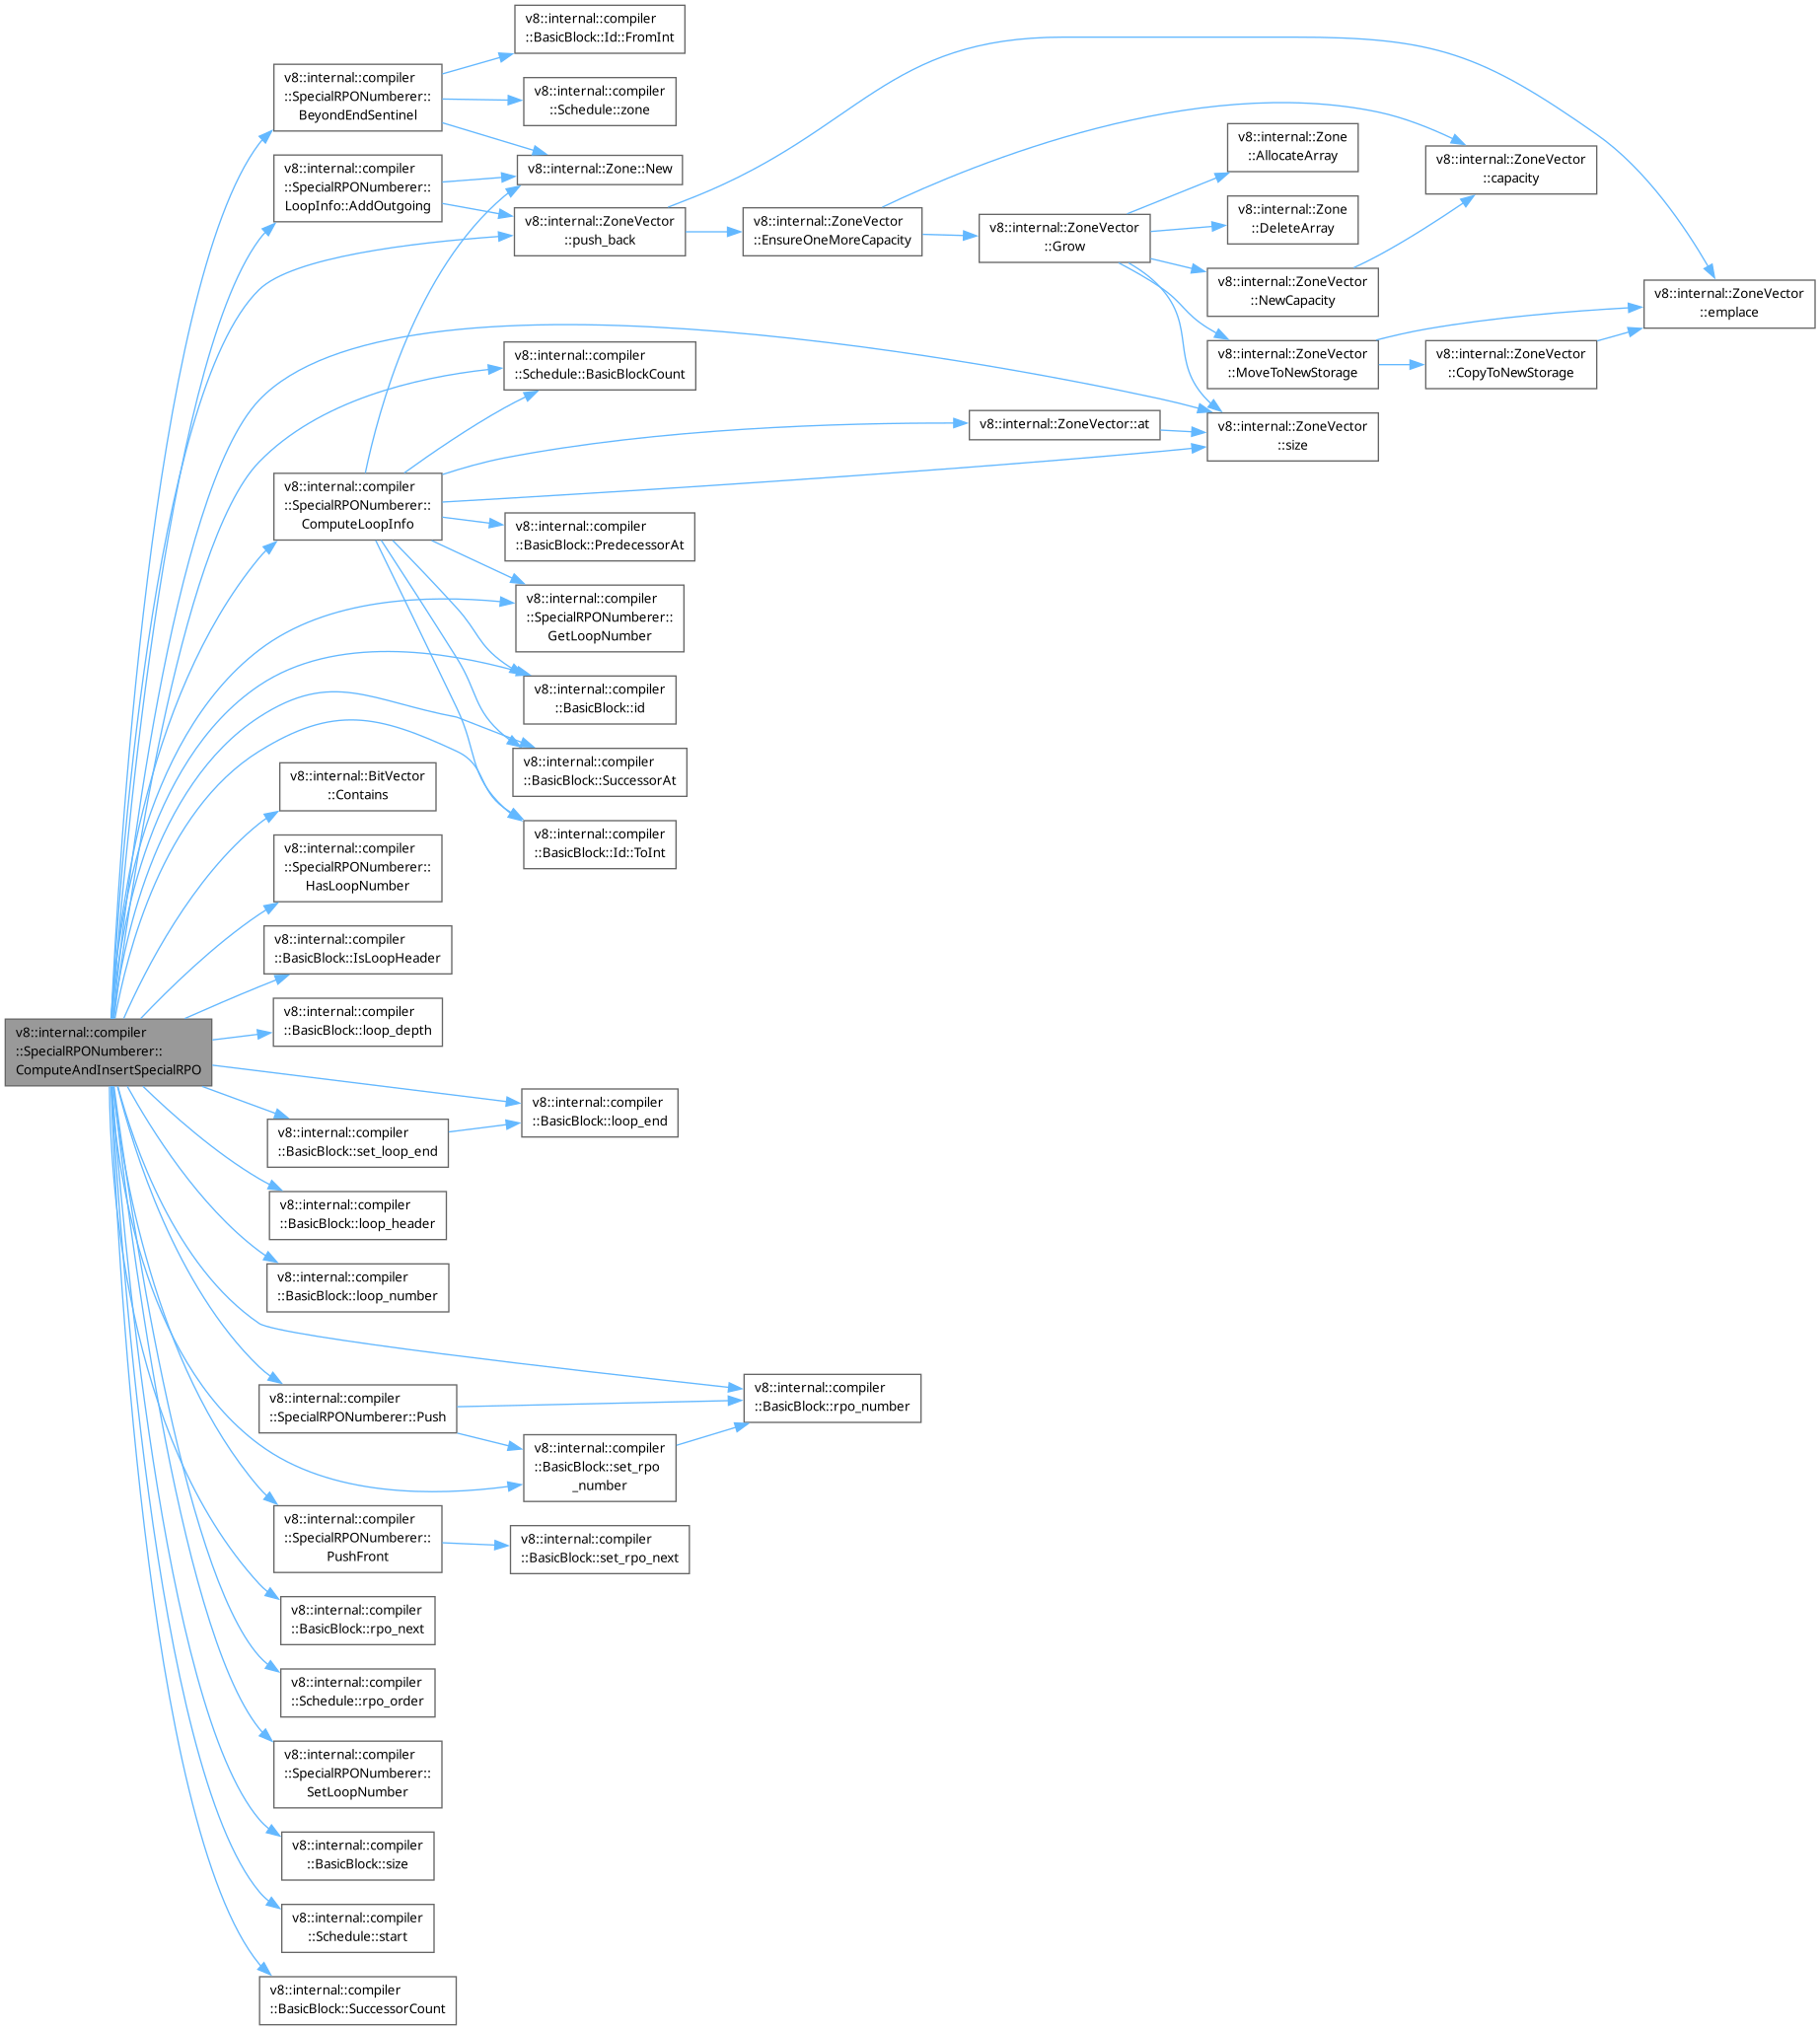 v8::internal::compiler
::BasicBlock::Id::FromInt
v8::internal::compiler
::SpecialRPONumberer::
BeyondEndSentinel
v8::internal::compiler
::Schedule::zone
v8::internal::Zone::New
v8::internal::compiler
::SpecialRPONumberer::
LoopInfo::AddOutgoing
v8::internal::ZoneVector
::push_back
v8::internal::ZoneVector
::EnsureOneMoreCapacity
v8::internal::ZoneVector
::Grow
v8::internal::Zone
::AllocateArray
v8::internal::Zone
::DeleteArray
v8::internal::ZoneVector
::NewCapacity
v8::internal::ZoneVector
::MoveToNewStorage
v8::internal::ZoneVector
::capacity
v8::internal::ZoneVector
::CopyToNewStorage
v8::internal::ZoneVector
::emplace
v8::internal::compiler
::Schedule::BasicBlockCount
v8::internal::ZoneVector::at
v8::internal::ZoneVector
::size
v8::internal::compiler
::SpecialRPONumberer::
ComputeLoopInfo
v8::internal::compiler
::BasicBlock::PredecessorAt
v8::internal::compiler
::SpecialRPONumberer::
GetLoopNumber
v8::internal::compiler
::BasicBlock::id
v8::internal::compiler
::BasicBlock::SuccessorAt
v8::internal::compiler
::BasicBlock::Id::ToInt
v8::internal::BitVector
::Contains
v8::internal::compiler
::SpecialRPONumberer::
HasLoopNumber
v8::internal::compiler
::BasicBlock::IsLoopHeader
v8::internal::compiler
::BasicBlock::loop_depth
v8::internal::compiler
::SpecialRPONumberer::
ComputeAndInsertSpecialRPO
v8::internal::compiler
::BasicBlock::loop_end
v8::internal::compiler
::BasicBlock::set_loop_end
v8::internal::compiler
::BasicBlock::loop_header
v8::internal::compiler
::BasicBlock::loop_number
v8::internal::compiler
::SpecialRPONumberer::Push
v8::internal::compiler
::BasicBlock::rpo_number
v8::internal::compiler
::BasicBlock::set_rpo
_number
v8::internal::compiler
::SpecialRPONumberer::
PushFront
v8::internal::compiler
::BasicBlock::set_rpo_next
v8::internal::compiler
::BasicBlock::rpo_next
v8::internal::compiler
::Schedule::rpo_order
v8::internal::compiler
::SpecialRPONumberer::
SetLoopNumber
v8::internal::compiler
::BasicBlock::size
v8::internal::compiler
::Schedule::start
v8::internal::compiler
::BasicBlock::SuccessorCount